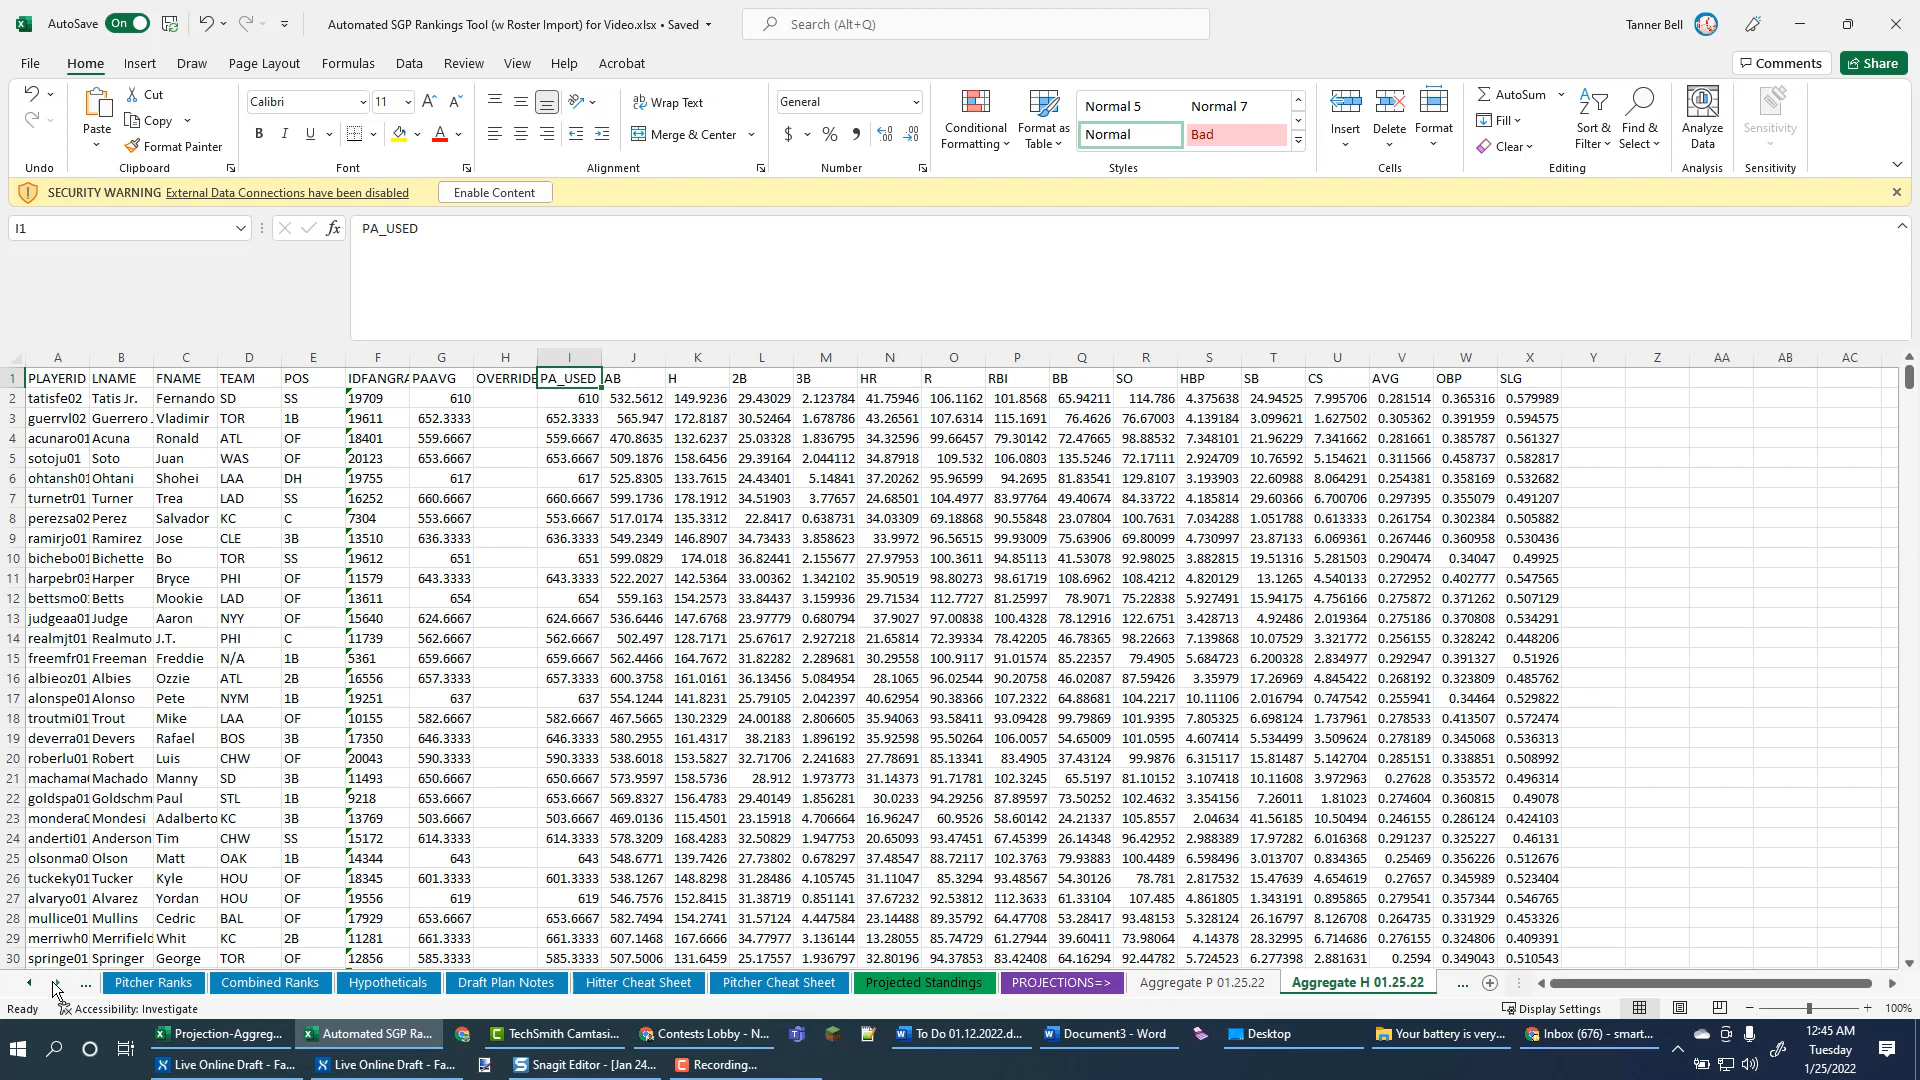 AutoSave On Automated SGP Rankings Tool (w Roster Import) for Video.xlsx • Saved Search (Alt+Q) Tanner Bell
File Home Insert Draw Page Layout Formulas Data Review View Help Acrobat Comments Share
Cut Calibri 11 Wrap Text General Normal 5 Normal 7 AutoSum
Paste Copy Format Painter B I U Merge & Center $ % Conditional Formatting Format as Table Normal Bad Insert Delete Format Fill Clear Sort & Filter Find & Select Analyze Data Sensitivity
Undo Clipboard Font Alignment Number Styles Cells Editing Analysis Sensitivity
SECURITY WARNING External Data Connections have been disabled Enable Content
I1 fx PA_USED
A B C D E F G H I J K L M N O P Q R S T U V W X Y Z AA AB AC
1 PLAYERID LNAME FNAME TEAM POS IDFANGRA PAAVG OVERRIDE PA_USED AB H 2B 3B HR R RBI BB SO HBP SB CS AVG OBP SLG
2 tatisfe02 Tatis Jr. Fernando SD SS 19709 610 610 532.5612 149.9236 29.43029 2.123784 41.75946 106.1162 101.8568 65.94211 114.786 4.375638 24.94525 7.995706 0.281514 0.365316 0.579989
3 guerrvl02 Guerrero . Vladimir TOR 1B 19611 652.3333 652.3333 565.947 172.8187 30.52464 1.678786 43.26561 107.6314 115.1691 76.4626 76.67003 4.139184 3.099621 1.627502 0.305362 0.391959 0.594575
4 acunaro01 Acuna Ronald ATL OF 18401 559.6667 559.6667 470.8635 132.6237 25.03328 1.836795 34.32596 99.66457 79.30142 72.47665 98.88532 7.348101 21.96229 7.341662 0.281661 0.385787 0.561327
5 sotoju01 Soto Juan WAS OF 20123 653.6667 653.6667 509.1876 158.6456 29.39164 2.044112 34.87918 109.532 106.0803 135.5246 72.17111 2.924709 10.76592 5.154621 0.311566 0.458737 0.582817
6 ohtansh01 Ohtani Shohei LAA DH 19755 617 617 525.8305 133.7615 24.43401 5.14841 37.20262 95.96599 94.2695 81.83541 129.8107 3.193903 22.60988 8.064291 0.254381 0.358169 0.532682
7 turnetr01 Turner Trea LAD SS 16252 660.6667 660.6667 599.1736 178.1912 34.51903 3.77657 24.68501 104.4977 83.97764 49.40674 84.33722 4.185814 29.60366 6.700706 0.297395 0.355079 0.491207
8 perezsa02 Perez Salvador KC C 7304 553.6667 553.6667 517.0174 135.3312 22.8417 0.638731 34.03309 69.18868 90.55848 23.07804 100.7631 7.034288 1.051788 0.613333 0.261754 0.302384 0.505882
9 ramirjo01 Ramirez Jose CLE 3B 13510 636.3333 636.3333 549.2349 146.8907 34.73433 3.858623 33.9972 96.56515 99.93009 75.63906 69.80099 4.730997 23.87133 6.069361 0.267446 0.360958 0.530436
10 bichebo01 Bichette Bo TOR SS 19612 651 651 599.0829 174.018 36.82441 2.155677 27.97953 100.3611 94.85113 41.53078 92.98025 3.882815 19.51316 5.281503 0.290474 0.34047 0.49925
11 harpebr03 Harper Bryce PHI OF 11579 643.3333 643.3333 522.2027 142.5364 33.00362 1.342102 35.90519 98.80273 98.61719 108.6962 108.4212 4.820129 13.1265 4.540133 0.272952 0.402777 0.547565
12 bettsmo0 Betts Mookie LAD OF 13611 654 654 559.163 154.2573 33.84437 3.159936 29.71534 112.7727 81.25997 78.9071 75.22838 5.927491 15.94175 4.756166 0.275872 0.371262 0.507129
13 judgeaa01 Judge Aaron NYY OF 15640 624.6667 624.6667 536.6446 147.6768 23.97779 0.680794 37.9027 97.00838 100.4328 78.12916 122.6751 3.428713 4.92486 2.019364 0.275186 0.370808 0.534291
14 realmjt01 Realmuto J.T. PHI C 11739 562.6667 562.6667 502.497 128.7171 25.67617 2.927218 21.65814 72.39334 78.42205 46.78365 98.22663 7.139868 10.07529 3.321772 0.256155 0.328242 0.448206
15 freemfr01 Freeman Freddie N/A 1B 5361 659.6667 659.6667 562.4466 164.7672 31.82282 2.289681 30.29558 100.9117 91.01574 85.22357 79.4905 5.684723 6.200328 2.834977 0.292947 0.391327 0.51926
16 albieoz01 Albies Ozzie ATL 2B 16556 657.3333 657.3333 600.3758 161.0161 36.13456 5.084954 28.1065 96.02544 90.20758 46.02087 87.59426 3.35979 17.26969 4.845422 0.268192 0.323809 0.485762
17 alonspe01 Alonso Pete NYM 1B 19251 637 637 554.1244 141.8231 25.79105 2.042397 40.62954 90.38366 107.2322 64.88681 104.2217 10.11106 2.016794 0.747542 0.255941 0.34464 0.529822
18 troutmi01 Trout Mike LAA OF 10155 582.6667 582.6667 467.5665 130.2329 24.00188 2.806605 35.94063 93.58411 93.09428 99.79869 101.9395 7.805325 6.698124 1.737961 0.278533 0.413507 0.572474
19 deverra01 Devers Rafael BOS 3B 17350 646.3333 646.3333 580.2955 161.4317 38.2183 1.896192 35.92598 95.50264 106.0057 54.65009 101.0595 4.607414 5.534499 3.509624 0.278189 0.345068 0.536313
20 roberlu01 Robert Luis CHW OF 20043 590.3333 590.3333 538.6018 153.5827 32.71706 2.241683 27.78691 85.13341 83.4905 37.43124 99.9876 6.315117 15.81487 5.142704 0.285151 0.338851 0.508992
21 machama Machado Manny SD 3B 11493 650.6667 650.6667 573.9597 158.5736 28.912 1.973773 31.14373 91.71781 102.3245 65.5197 81.10152 3.107418 10.11608 3.972963 0.27628 0.353572 0.496314
22 goldspa01 Goldschm Paul STL 1B 9218 653.6667 653.6667 569.8327 156.4783 29.40149 1.856281 30.0233 94.29256 87.89597 73.50252 102.4632 3.354156 7.26011 1.81023 0.274604 0.360815 0.49078
23 mondera0 Mondesi Adalberto KC 3B 13769 503.6667 503.6667 469.0136 115.4501 23.15918 4.706664 16.96247 60.9526 58.60142 24.21337 105.8557 2.04634 41.56185 10.50494 0.246155 0.286124 0.424103
24 anderti01 Anderson Tim CHW SS 15172 614.3333 614.3333 578.3209 168.4283 32.50829 1.947753 20.65093 93.47451 67.45399 26.14348 96.42952 2.988389 17.97282 6.016368 0.291237 0.325227 0.46131
25 olsonma0 Olson Matt OAK 1B 14344 643 643 548.6771 139.7426 27.73802 0.678297 37.48547 88.72117 102.3763 79.93883 100.4489 6.598496 3.013707 0.834365 0.25469 0.356226 0.512676
26 tuckeky01 Tucker Kyle HOU OF 18345 601.3333 601.3333 538.1267 148.8298 31.28486 4.105745 31.11047 85.3294 93.48567 54.30126 78.781 2.817532 15.47639 4.654619 0.27657 0.345989 0.523404
27 alvaryo01 Alvarez Yordan HOU OF 19556 619 619 546.7576 152.8415 31.38719 0.851141 37.67232 92.53812 112.3633 61.33304 107.485 4.861805 1.343191 0.895865 0.279541 0.357344 0.546765
28 mullice01 Mullins Cedric BAL OF 17929 653.6667 653.6667 582.7494 154.2741 31.57124 4.447584 23.14488 89.35792 64.47708 53.28410 93.48153 5.328124 26.16797 8.126708 0.264735 0.331929 0.453326
29 merriwh0 Merrifield Whit KC 2B 11281 661.3333 661.3333 607.1468 167.6666 34.77977 3.136144 13.28055 85.74729 61.27944 39.60411 73.98064 4.14378 28.32995 6.714686 0.276155 0.324806 0.409391
30 springe01 Springer George TOR OF 12856 585.3333 585.3333 507.5006 131.6459 25.17557 1.936797 32.80196 94.37853 83.42408 64.16294 92.44782 5.724523 6.277398 2.881631 0.2594 0.349043 0.510543
... Pitcher Ranks Combined Ranks Hypotheticals Draft Plan Notes Hitter Cheat Sheet Pitcher Cheat Sheet Projected Standings PROJECTIONS=> Aggregate P 01.25.22 Aggregate H 01.25.22 ...
Ready Accessibility: Investigate Display Settings 100%
Projection-Aggreg... Automated SGP Ra... TechSmith Camtasi... Contests Lobby - N... To Do 01.12.2022.d... Document3 - Word Desktop Your battery is very... Inbox (676) - smart... 12:45 AM
Tuesday
Live Online Draft - Fa... Live Online Draft - Fa... Snagit Editor - [Jan 24... Recording... 1/25/2022